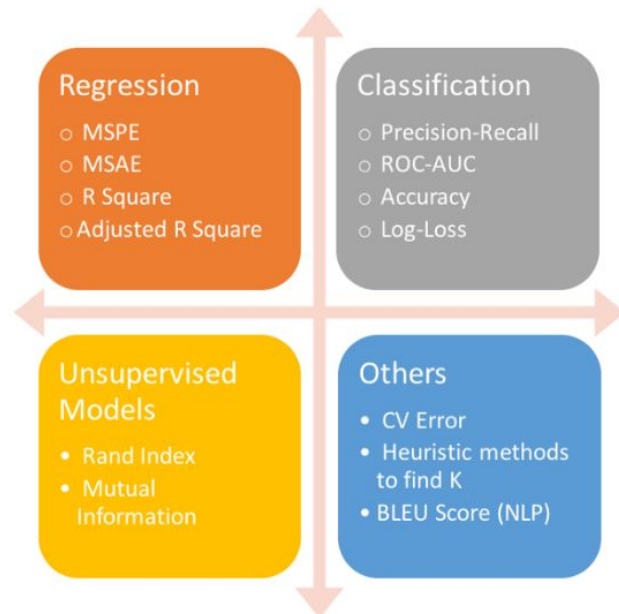 Regression
○ MSPE
○ MSAE
○ R Square
○ Adjusted R Square
Classification
○ Precision-Recall
○ ROC-AUC
○ Accuracy
○ Log-Loss
Unsupervised
Models
• Rand Index
• Mutual
Information
Others
• CV Error
• Heuristic methods
to find K
• BLEU Score (NLP)